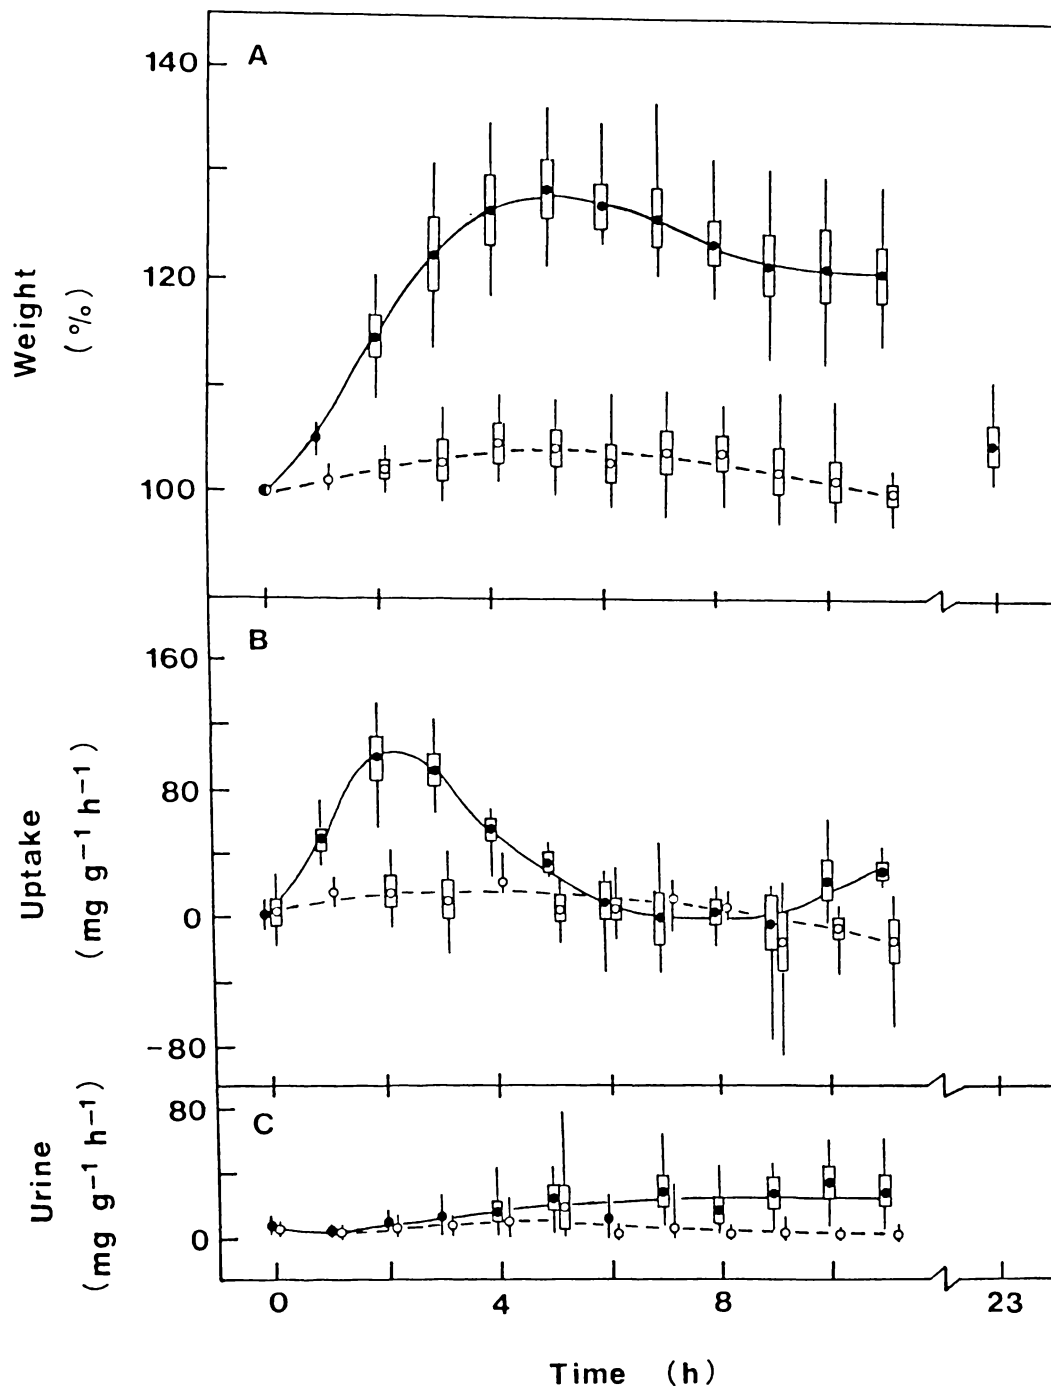 A
140
120
100
Weight
(%)
B
160
80
0
-80
Uptake
(mg g⁻¹ h⁻¹)
C
80
0
Urine
(mg g⁻¹ h⁻¹)
0 4 8 23
Time (h)